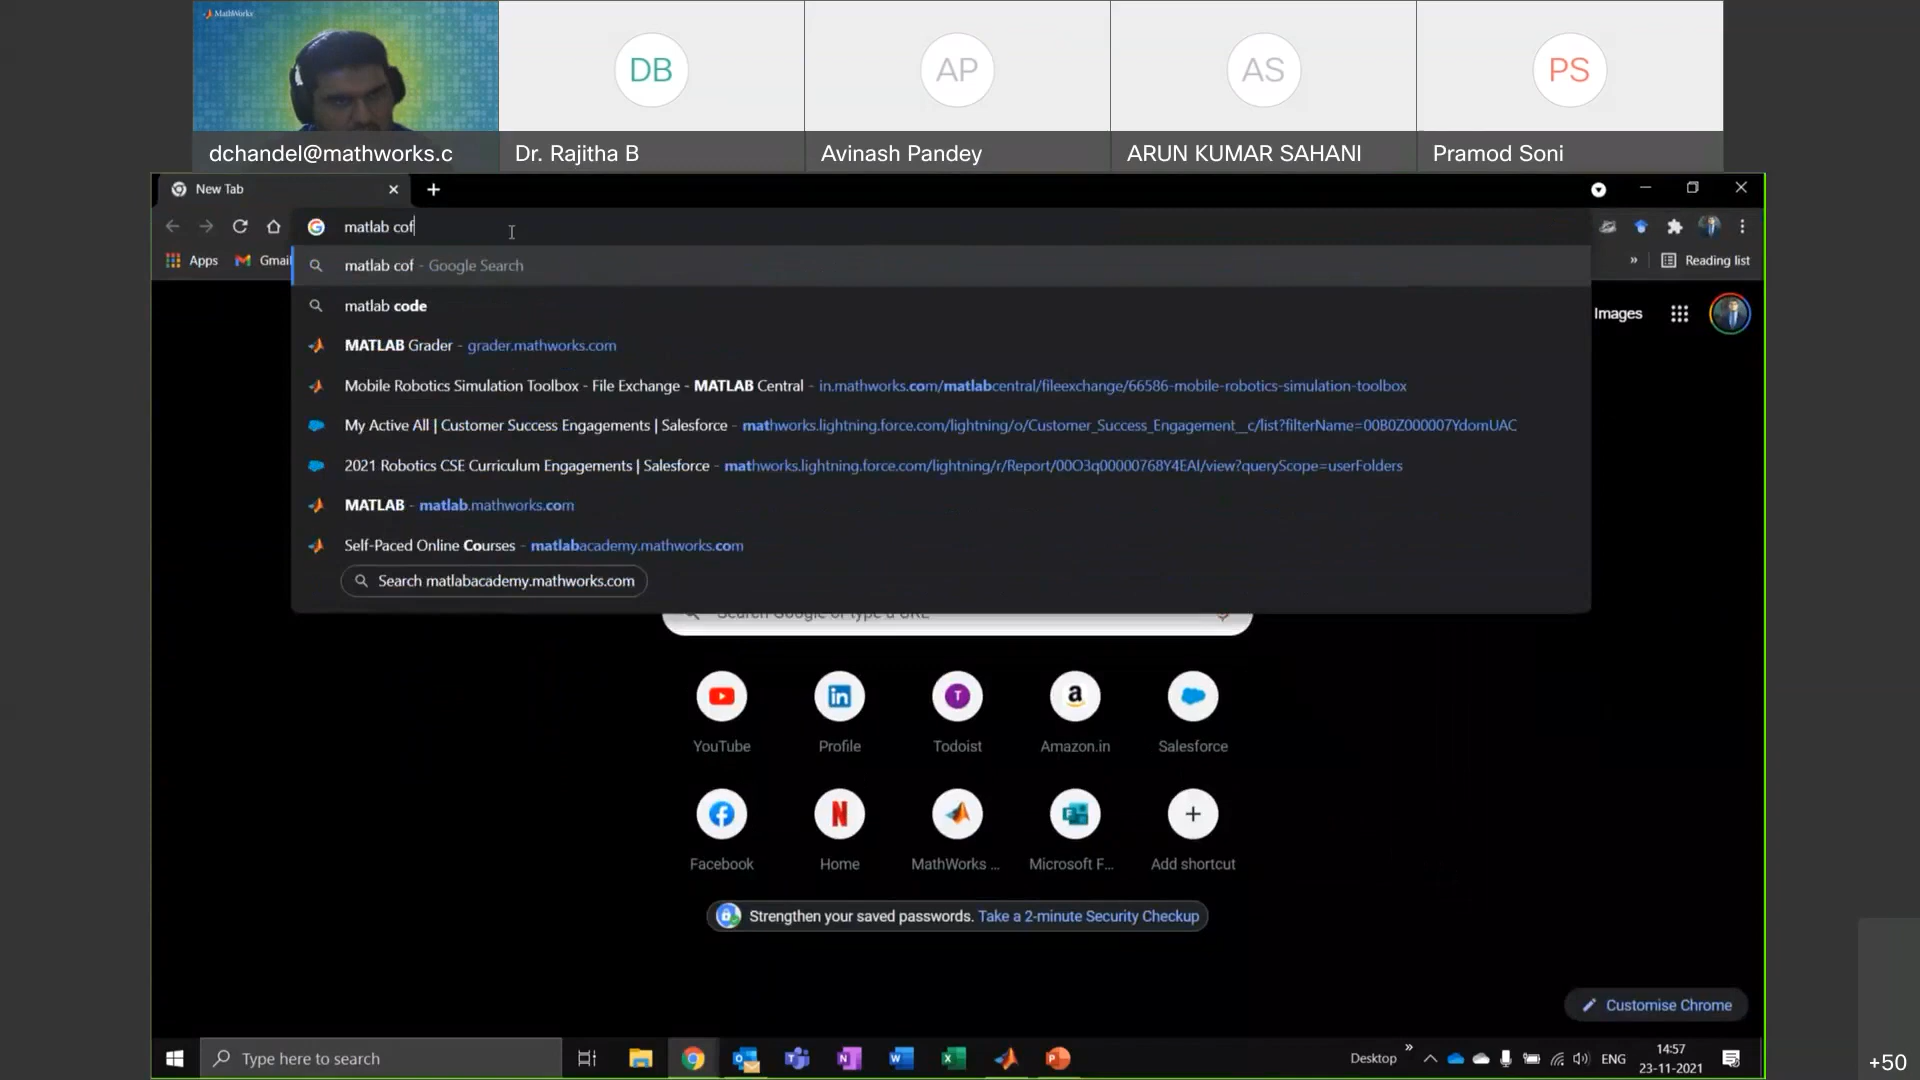 MathWorks
DB
AP
AS
PS
dchandel@mathworks.c
Dr. Rajitha B
Avinash Pandey
ARUN KUMAR SAHANI
Pramod Soni
New Tab
matlab cof
Apps
Gmail
Reading list
matlab cof - Google Search
matlab code
MATLAB Grader - grader.mathworks.com
Mobile Robotics Simulation Toolbox - File Exchange - MATLAB Central - in.mathworks.com/matlabcentral/fileexchange/66586-mobile-robotics-simulation-toolbox
My Active All | Customer Success Engagements | Salesforce - mathworks.lightning.force.com/lightning/o/Customer_Success_Engagement__c/list?filterName=00B0Z000007YdomUAC
2021 Robotics CSE Curriculum Engagements | Salesforce - mathworks.lightning.force.com/lightning/r/Report/00O3q00000768Y4EAI/view?queryScope=userFolders
MATLAB - matlab.mathworks.com
Self-Paced Online Courses - matlabacademy.mathworks.com
Search matlabacademy.mathworks.com
Images
Search Google or type a URL
YouTube
Profile
Todoist
Amazon.in
Salesforce
Facebook
Home
MathWorks ...
Microsoft F...
Add shortcut
Strengthen your saved passwords. Take a 2-minute Security Checkup
Customise Chrome
Type here to search
Desktop
ENG
14:57
23-11-2021
+50